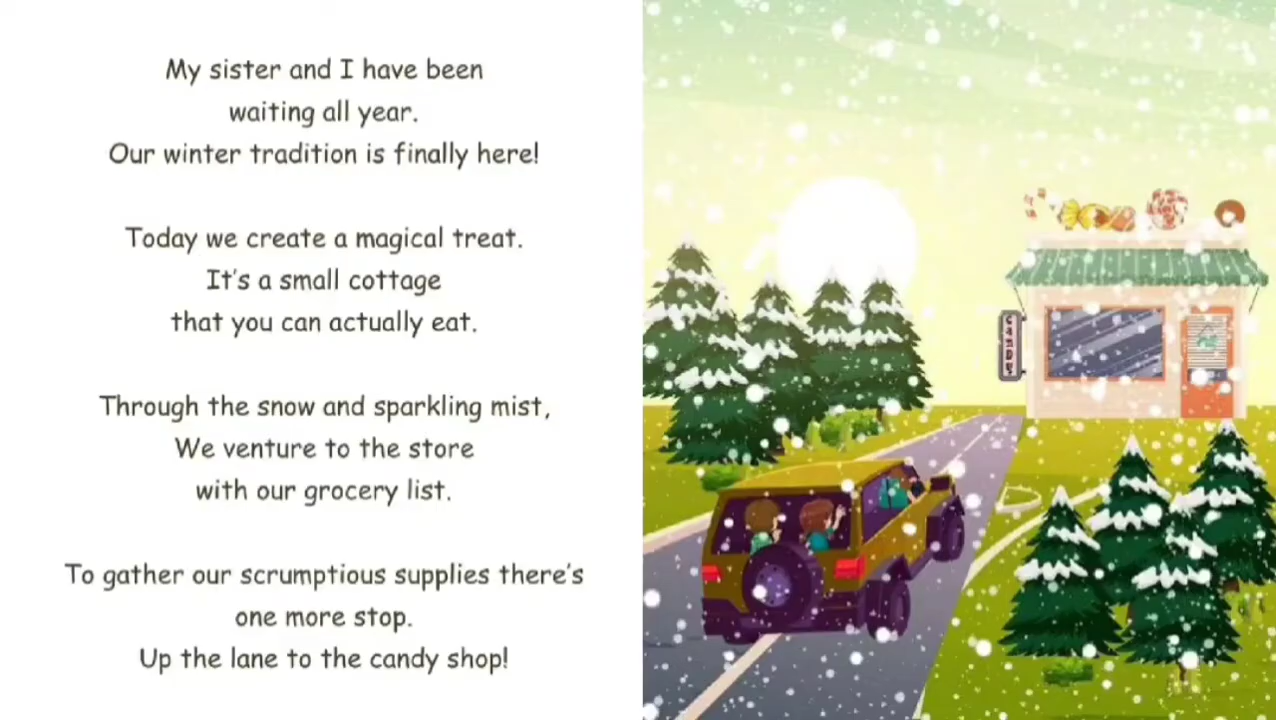 My sister and I have been
waiting all year.
Our winter tradition is finally here!
Today we create a magical treat.
It's a small cottage
that you can actually eat.
Through the snow and sparkling mist,
We venture to the store
with our grocery list.
To gather our scrumptious supplies there's
one more stop.
Up the lane to the candy shop!
CANDY